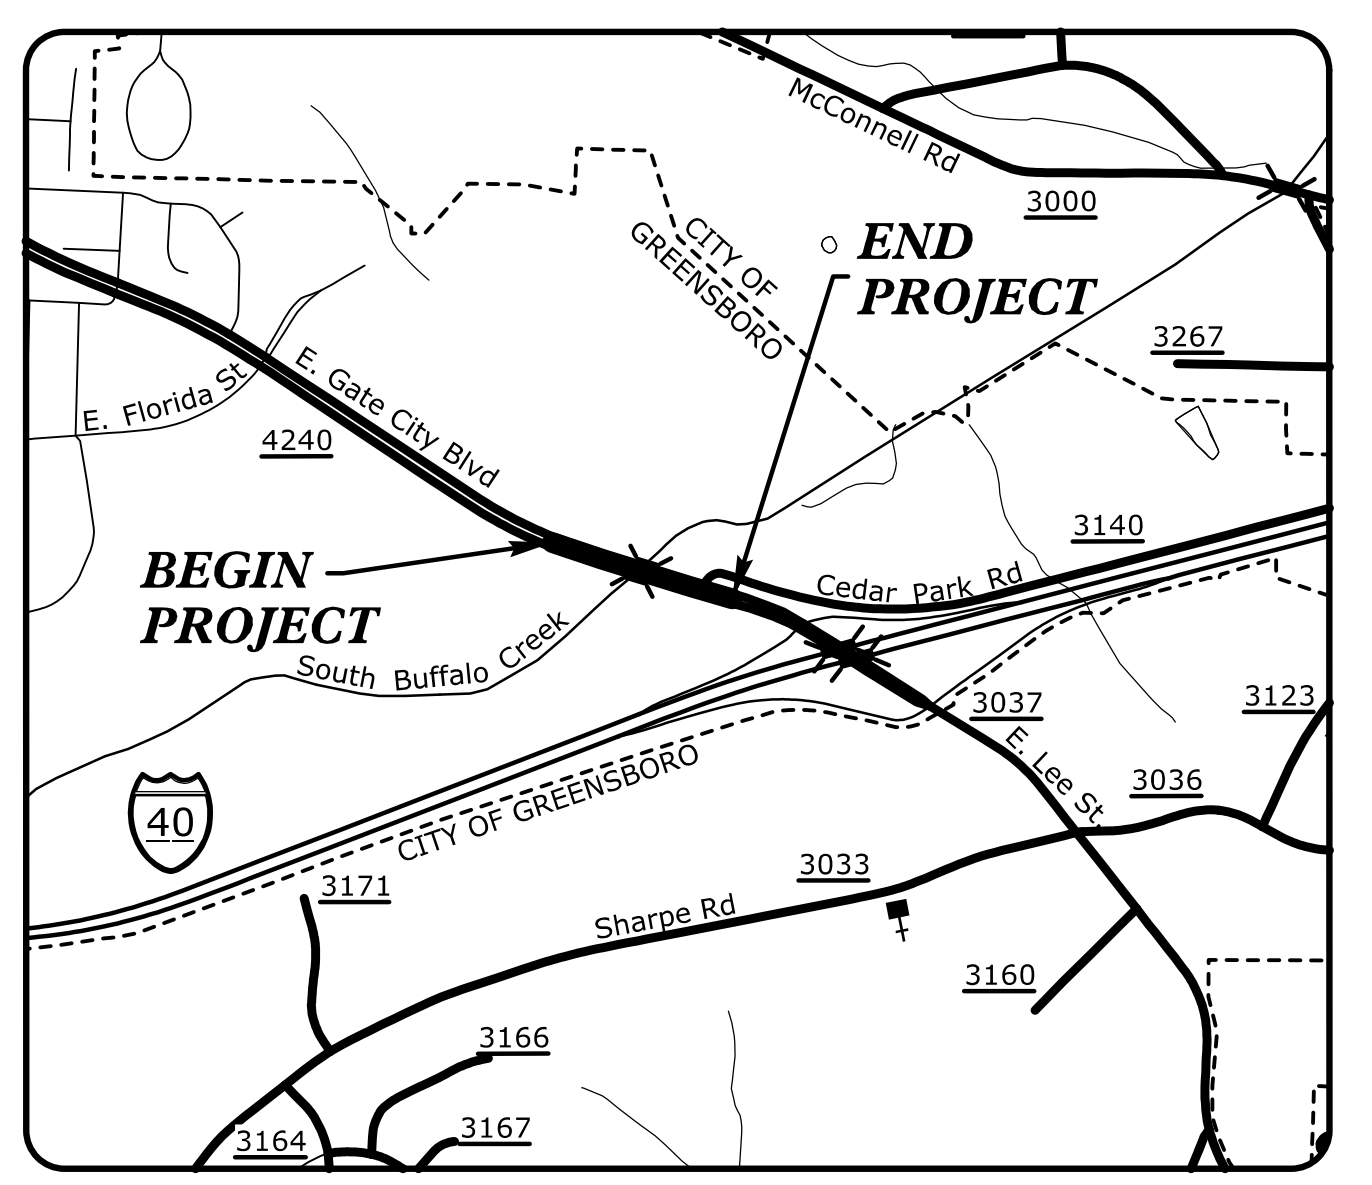 McConnell Rd
3000
CITY OF
GREENSBORO
END
PROJECT
3267
E. Florida St
E. Gate City Blvd
4240
3140
BEGIN
PROJECT
Cedar Park Rd
South Buffalo Creek
3037
3123
E. Lee St.
3036
40
CITY OF GREENSBORO
3033
3171
Sharpe Rd
3160
3166
3167
3164